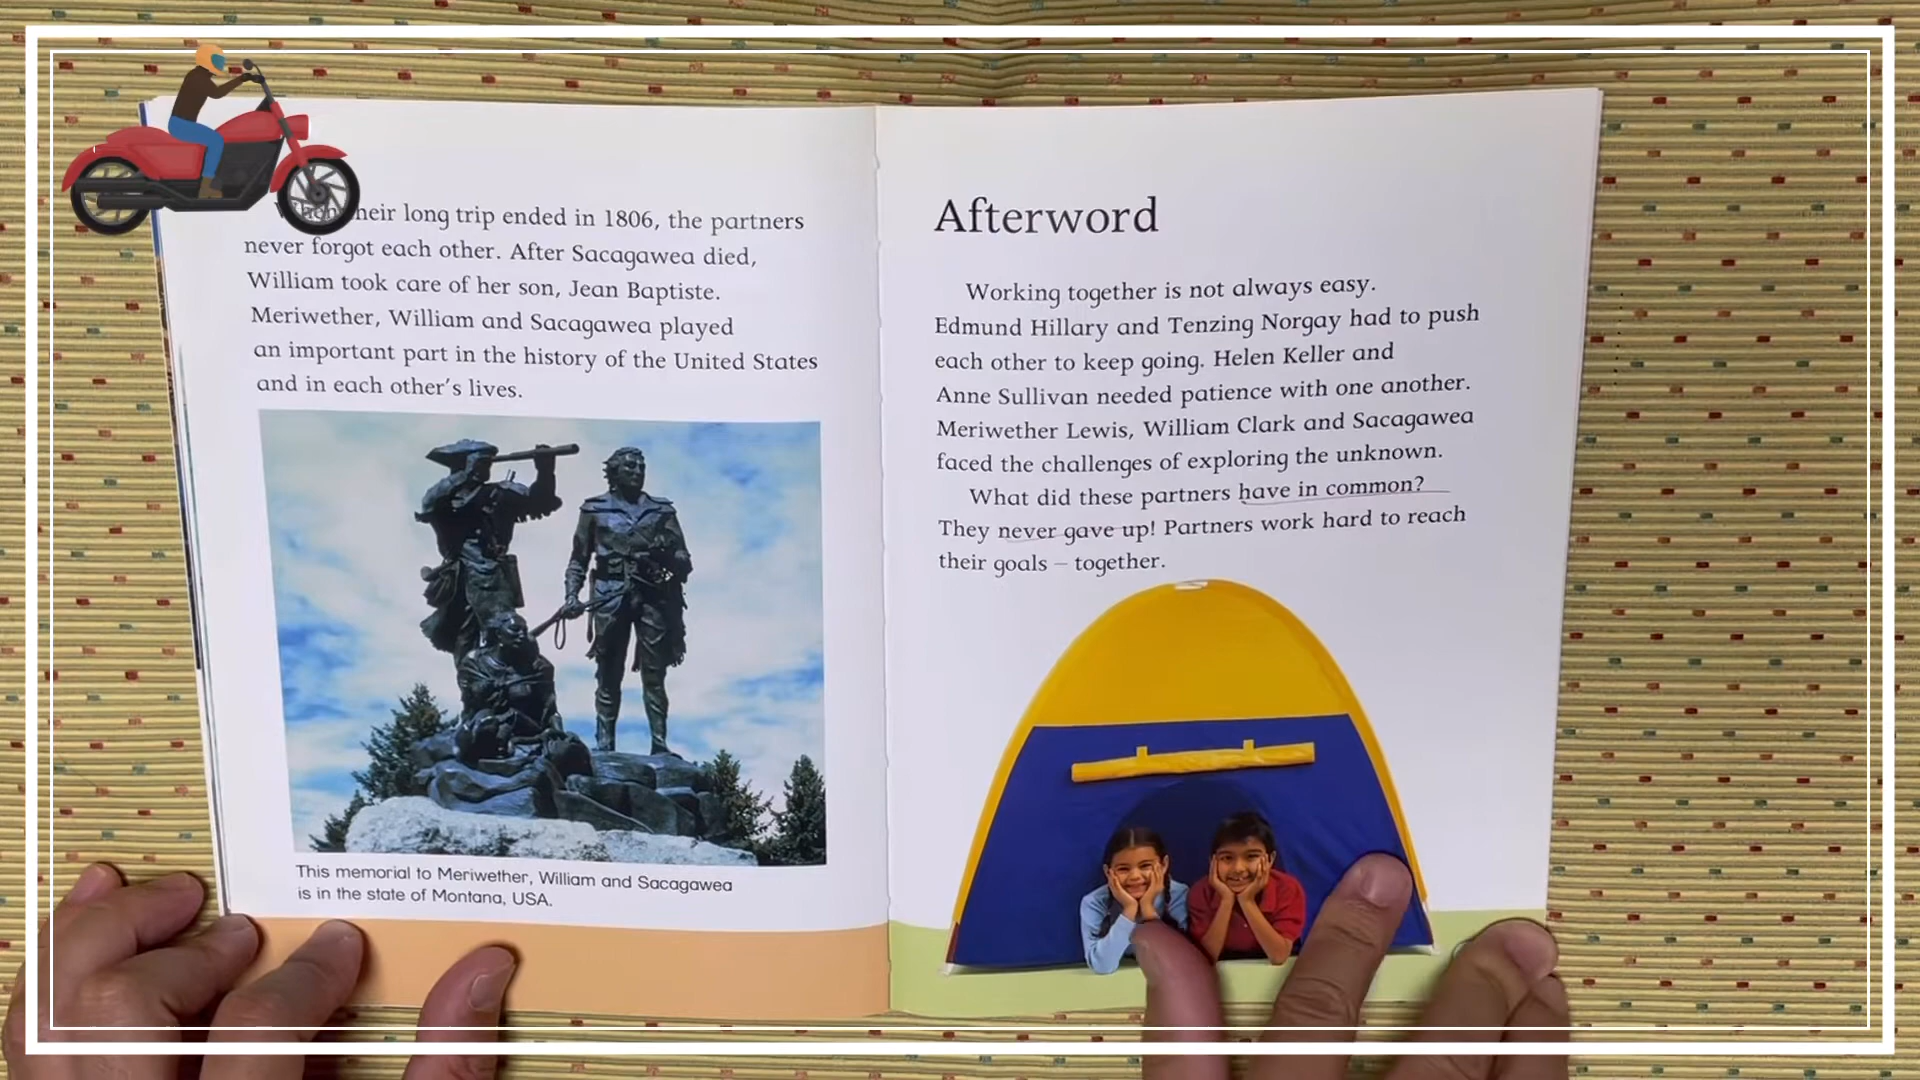 When their long trip ended in 1806, the partners
never forgot each other. After Sacagawea died,
William took care of her son, Jean Baptiste.
Meriwether, William and Sacagawea played
an important part in the history of the United States
and in each other's lives.
This memorial to Meriwether, William and Sacagawea
is in the state of Montana, USA.
Afterword
Working together is not always easy.
Edmund Hillary and Tenzing Norgay had to push
each other to keep going. Helen Keller and
Anne Sullivan needed patience with one another.
Meriwether Lewis, William Clark and Sacagawea
faced the challenges of exploring the unknown.
What did these partners have in common?
They never gave up! Partners work hard to reach
their goals – together.